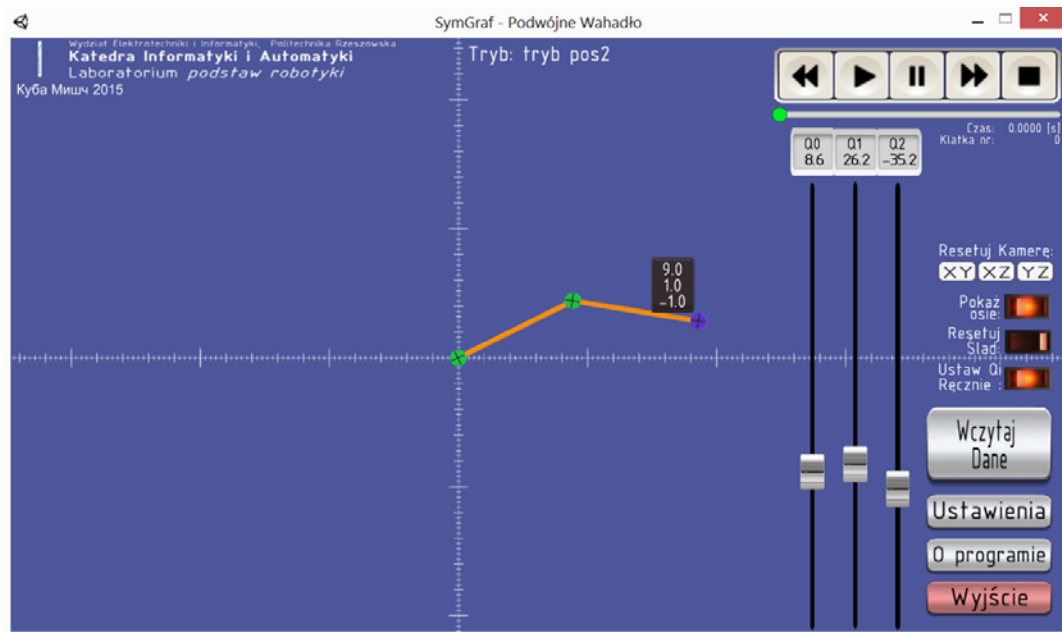 SymGraf - Podwójne Wahadło
Wydział Elektrotechniki i Informatyki, Politechnika Rzeszowska
Katedra Informatyki i Automatyki
Laboratorium podstaw robotyki
Куба Мишч 2015
Tryb: tryb pos2
Czas: 0.0000 [s]
Klatka nr: 0
Q0 Q1 Q2
8.6 26.2 -35.2
9.0
1.0
-1.0
Resetuj Kamerę:
XY XZ YZ
Pokaż
osie:
Resetuj
Ślad:
Ustaw Qi
Ręcznie :
Wczytaj
Dane
Ustawienia
O programie
Wyjście